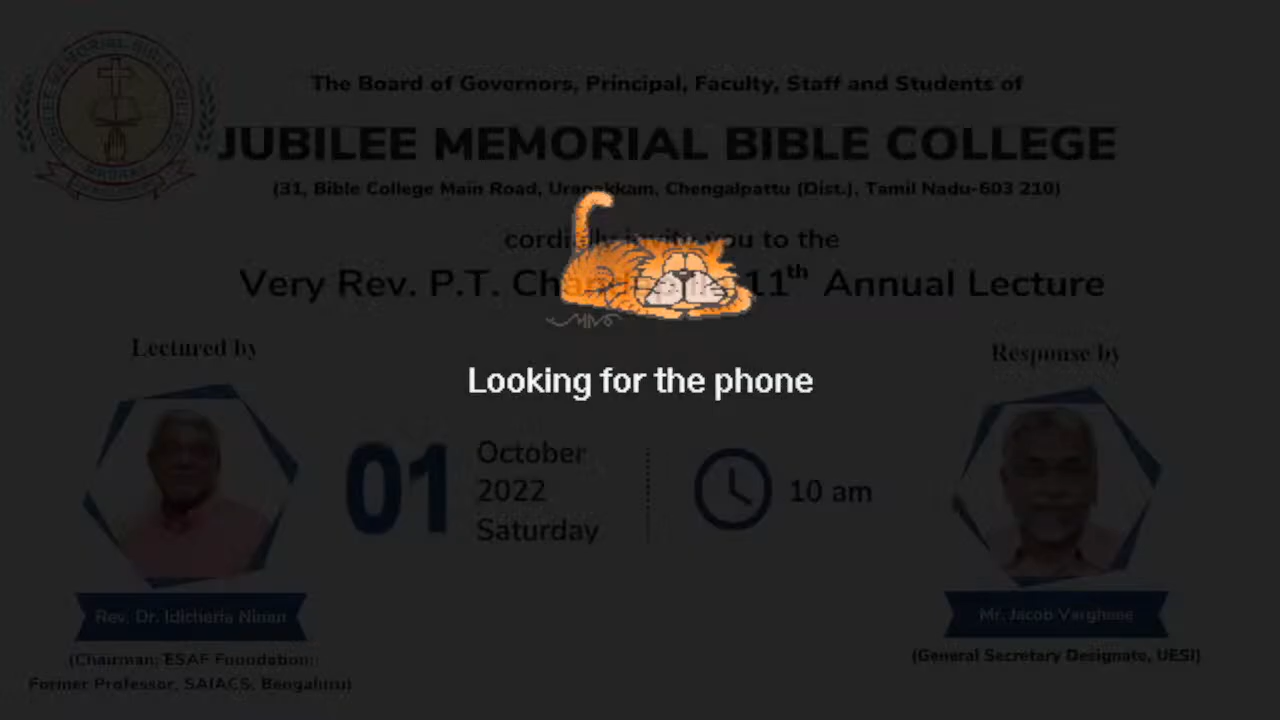 The Board of Governors, Principal, Faculty, Staff and Students of
JUBILEE MEMORIAL BIBLE COLLEGE
(31, Bible College Main Road, Urapakkam, Chengalpattu (Dist.), Tamil Nadu-603 210)
cordially invite you to the
Very Rev. P.T. 11th Annual Lecture
Looking for the phone
Lectured by
Response by
01
October
2022
Saturday
10 am
Rev. Dr. Idicheria Ninan
(Chairman; ESAF Foundation;
Former Professor, SAIACS, Bengaluru)
Mr. Jacob Varghese
(General Secretary Designate, UESI)